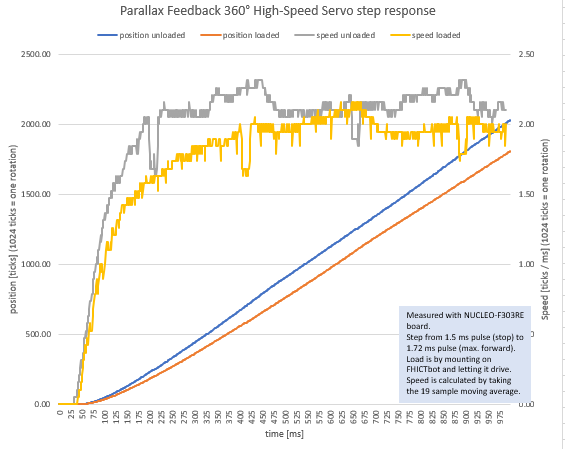 Parallax Feedback 360° High-Speed Servo step response
position unloaded position loaded speed unloaded speed loaded
2500.00
2000.00
1500.00
1000.00
500.00
0.00
position [ticks] (1024 ticks = one rotation)
2.50
2.00
1.50
1.00
0
0.00
Speed [ticks / ms] (1024 ticks = one rotation)
0 25 50 75 100 125 150 175 200 225 250 275 300 325 350 375 400 425 450 475 500 525 550 575 600 625 650 675 700 725 750 775 800 825 850 875 900 925 950 975
time [ms]
Measured with NUCLEO-F303RE
board.
Step from 1.5 ms pulse (stop) to
1.72 ms pulse (max. forward).
Load is by mounting on
FHICTbot and letting it drive.
Speed is calculated by taking
the 19 sample moving average.